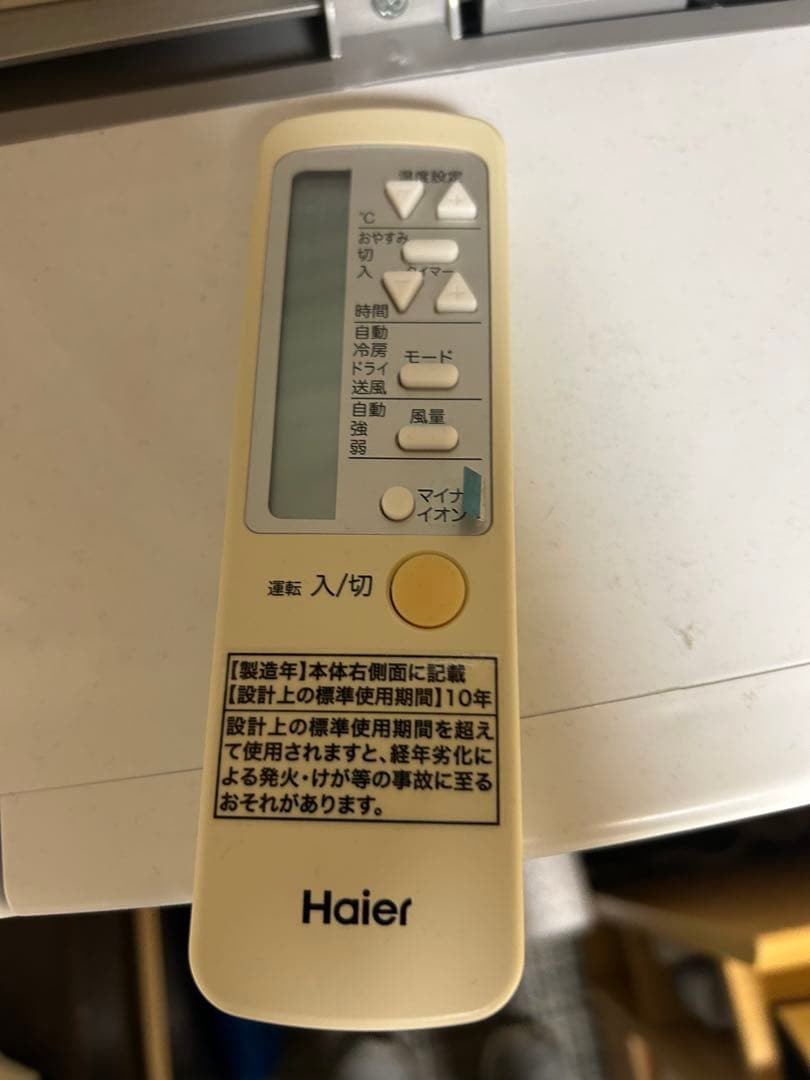 温度設定
℃
おやすみ
切
入 タイマー
時間
自動
冷房 モード
ドライ
送風
自動 風量
強
弱
マイナ
イオン
運転 入/切
【製造年】本体右側面に記載
【設計上の標準使用期間】10年
設計上の標準使用期間を超え
て使用されますと、経年劣化に
よる発火・けが等の事故に至る
おそれがあります。
Haier